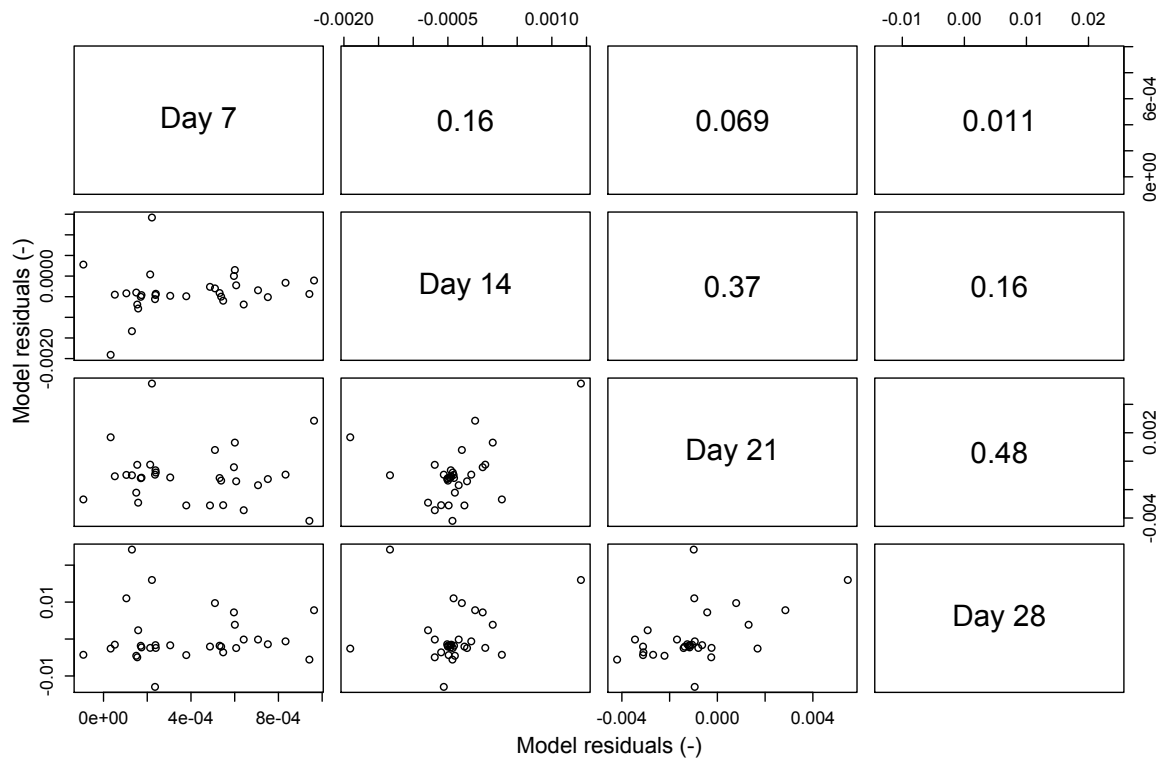 -0.0020 -0.0005 0.0010 -0.01 0.00 0.01 0.02
Day 7 0.16 0.069 0.011
0e+00 6e-04
Model residuals (-)
-0.0020 0.0000
Day 14 0.37 0.16
Day 21 0.48
-0.004 0.002
-0.01 0.01
Day 28
0e+00 4e-04 8e-04 -0.004 0.000 0.004
Model residuals (-)